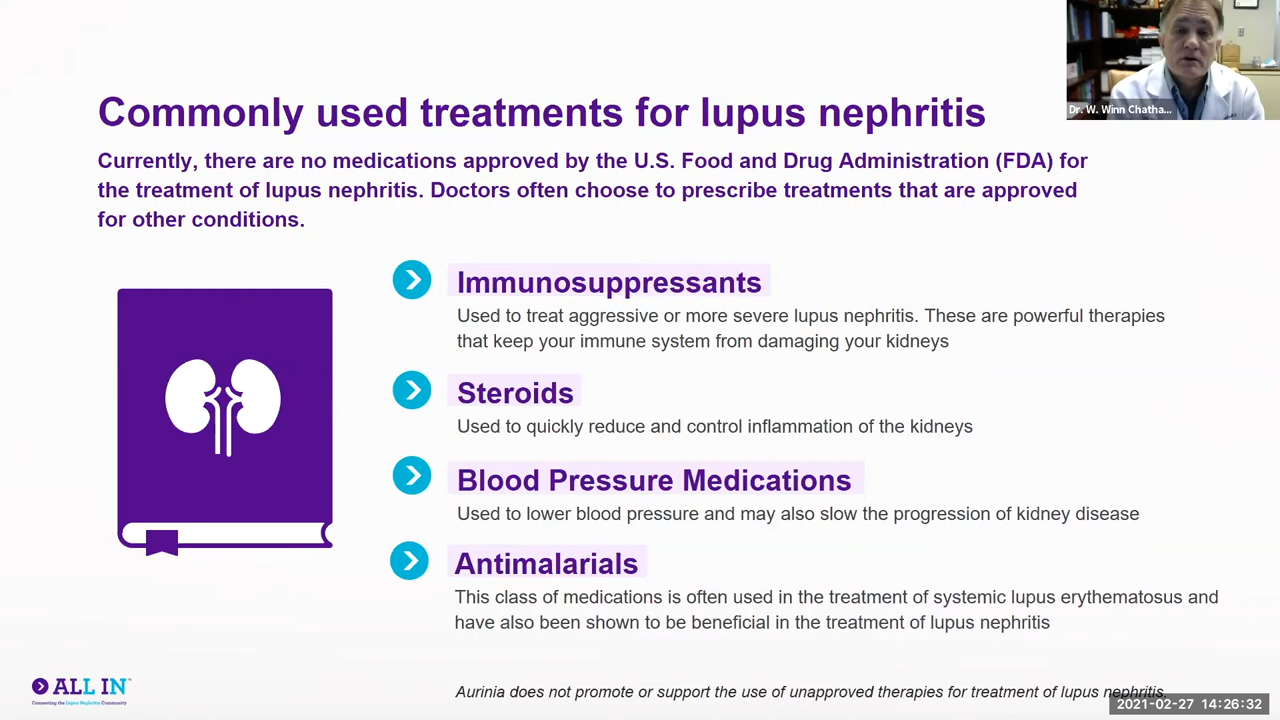 Dr. W. Winn Chatha...
Commonly used treatments for lupus nephritis
Currently, there are no medications approved by the U.S. Food and Drug Administration (FDA) for
the treatment of lupus nephritis. Doctors often choose to prescribe treatments that are approved
for other conditions.
Immunosuppressants
Used to treat aggressive or more severe lupus nephritis. These are powerful therapies
that keep your immune system from damaging your kidneys
Steroids
Used to quickly reduce and control inflammation of the kidneys
Blood Pressure Medications
Used to lower blood pressure and may also slow the progression of kidney disease
Antimalarials
This class of medications is often used in the treatment of systemic lupus erythematosus and
have also been shown to be beneficial in the treatment of lupus nephritis
ALL IN™
Connecting the Lupus Nephritis Community
Aurinia does not promote or support the use of unapproved therapies for treatment of lupus nephritis.
2021-02-27 14:26:32